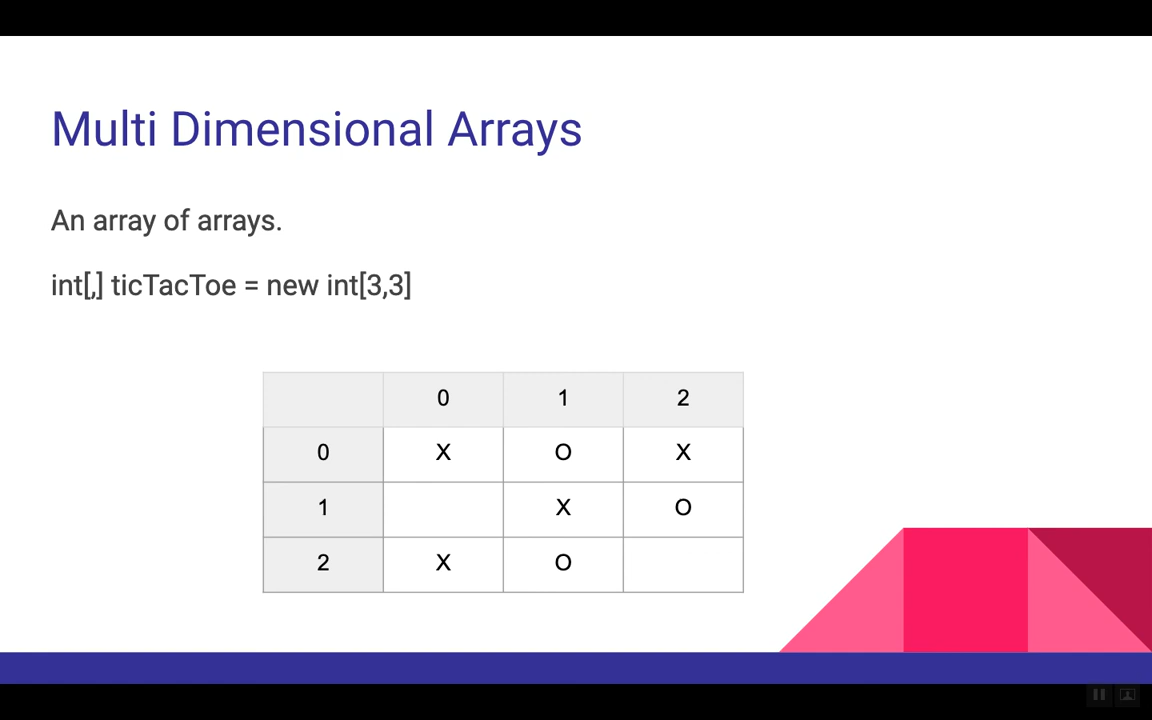 Multi Dimensional Arrays
An array of arrays.
int[,] ticTacToe = new int[3,3]
0 1 2
0 X O X
1 X O
2 X O